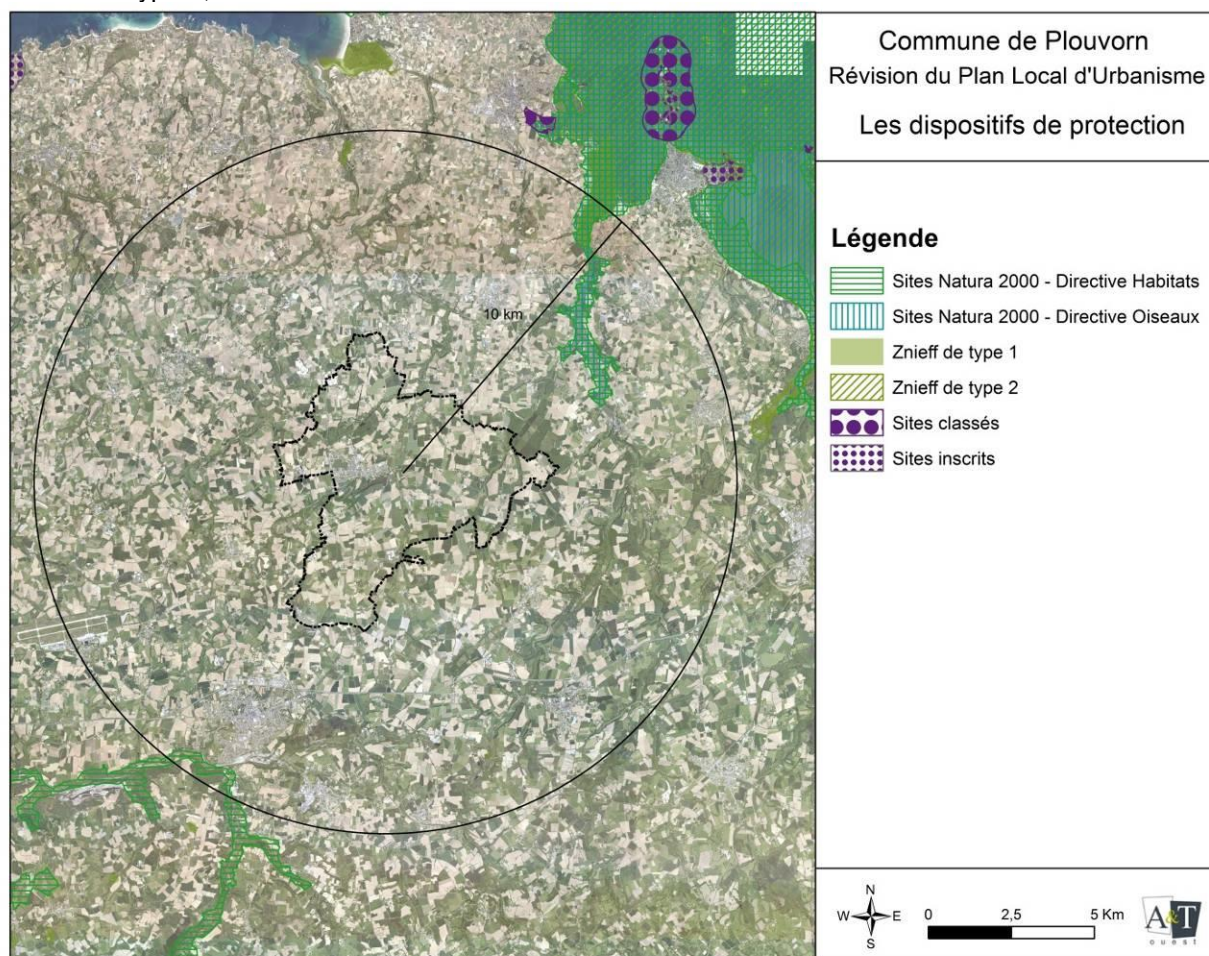 Commune de Plouvorn
Révision du Plan Local d'Urbanisme
Les dispositifs de protection
10 km
Légende
Sites Natura 2000 - Directive Habitats
Sites Natura 2000 - Directive Oiseaux
Znieff de type 1
Znieff de type 2
Sites classés
Sites inscrits
N
W E
S
0 2,5 5 Km
A&T
ouest